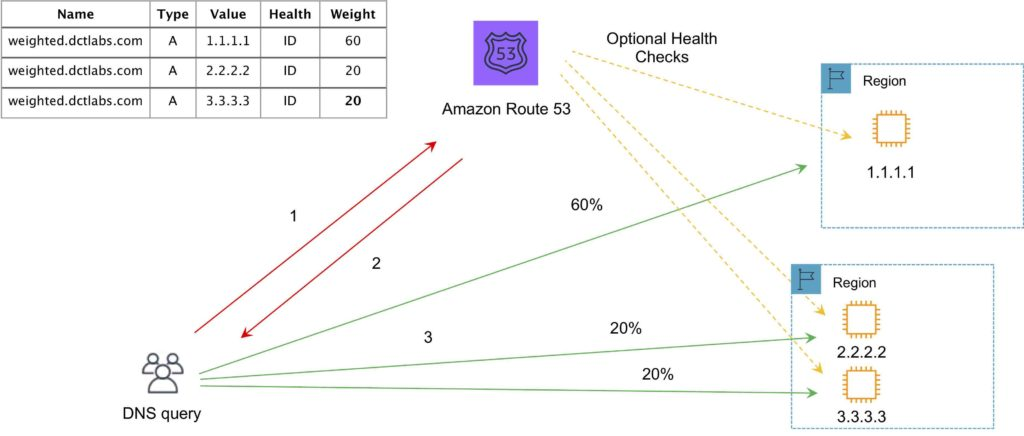 Name Type Value Health Weight
weighted.dctlabs.com A 1.1.1.1 ID 60
weighted.dctlabs.com A 2.2.2.2 ID 20
weighted.dctlabs.com A 3.3.3.3 ID 20
53
Amazon Route 53
Optional Health
Checks
Region
1.1.1.1
1
60%
2
Region
3
20%
2.2.2.2
20%
3.3.3.3
DNS query